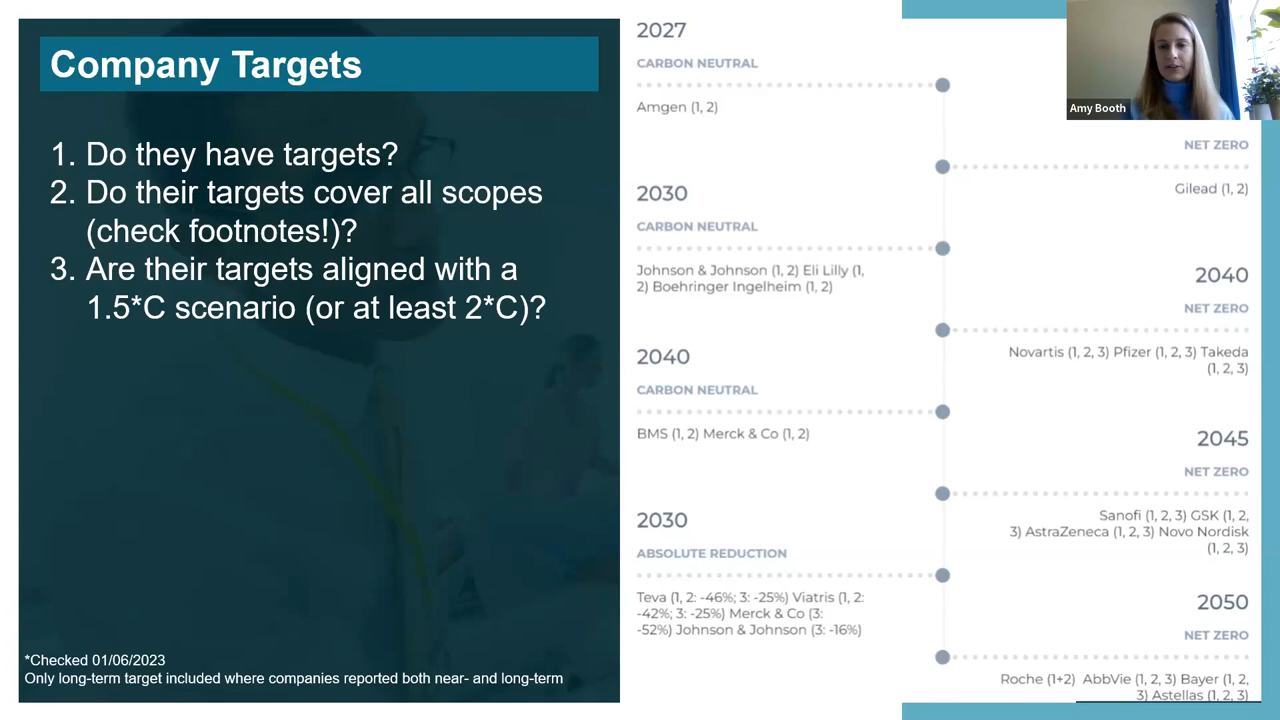 Company Targets
1. Do they have targets?
2. Do their targets cover all scopes
(check footnotes!)?
3. Are their targets aligned with a
1.5*C scenario (or at least 2*C)?
*Checked 01/06/2023
Only long-term target included where companies reported both near- and long-term
2027
CARBON NEUTRAL
Amgen (1, 2)
Amy Booth
NET ZERO
Gilead (1, 2)
2030
CARBON NEUTRAL
Johnson & Johnson (1, 2) Eli Lilly (1,
2) Boehringer Ingelheim (1, 2)
2040
NET ZERO
Novartis (1, 2, 3) Pfizer (1, 2, 3) Takeda
(1, 2, 3)
2040
CARBON NEUTRAL
BMS (1, 2) Merck & Co (1, 2)
2045
NET ZERO
Sanofi (1, 2, 3) GSK (1, 2,
3) AstraZeneca (1, 2, 3) Novo Nordisk
(1, 2, 3)
2030
ABSOLUTE REDUCTION
Teva (1, 2: -46%; 3: -25%) Viatris (1, 2:
-42%; 3: -25%) Merck & Co (3:
-52%) Johnson & Johnson (3: -16%)
2050
NET ZERO
Roche (1+2) AbbVie (1, 2, 3) Bayer (1, 2,
3) Astellas (1, 2, 3)